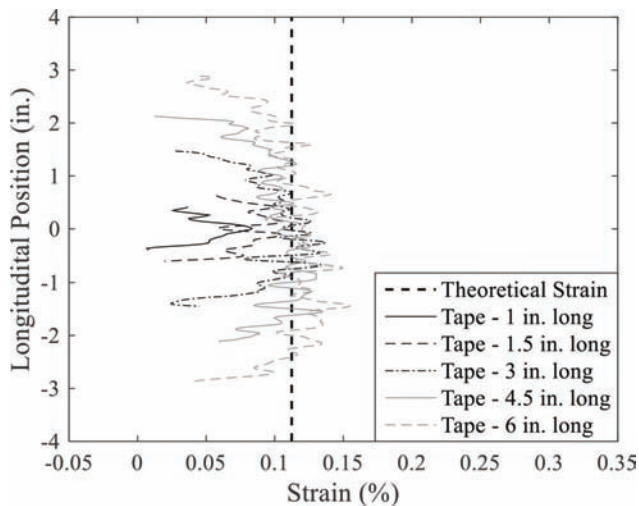 4
3
2
1
0
-1
-2
-3
-4
Longitudital Position (in.)
-0.05
0
0.05
0.1
0.15
0.2
0.25
0.3
0.35
Strain (%)
Theoretical Strain
Tape - 1 in. long
Tape - 1.5 in. long
Tape - 3 in. long
Tape - 4.5 in. long
Tape - 6 in. long